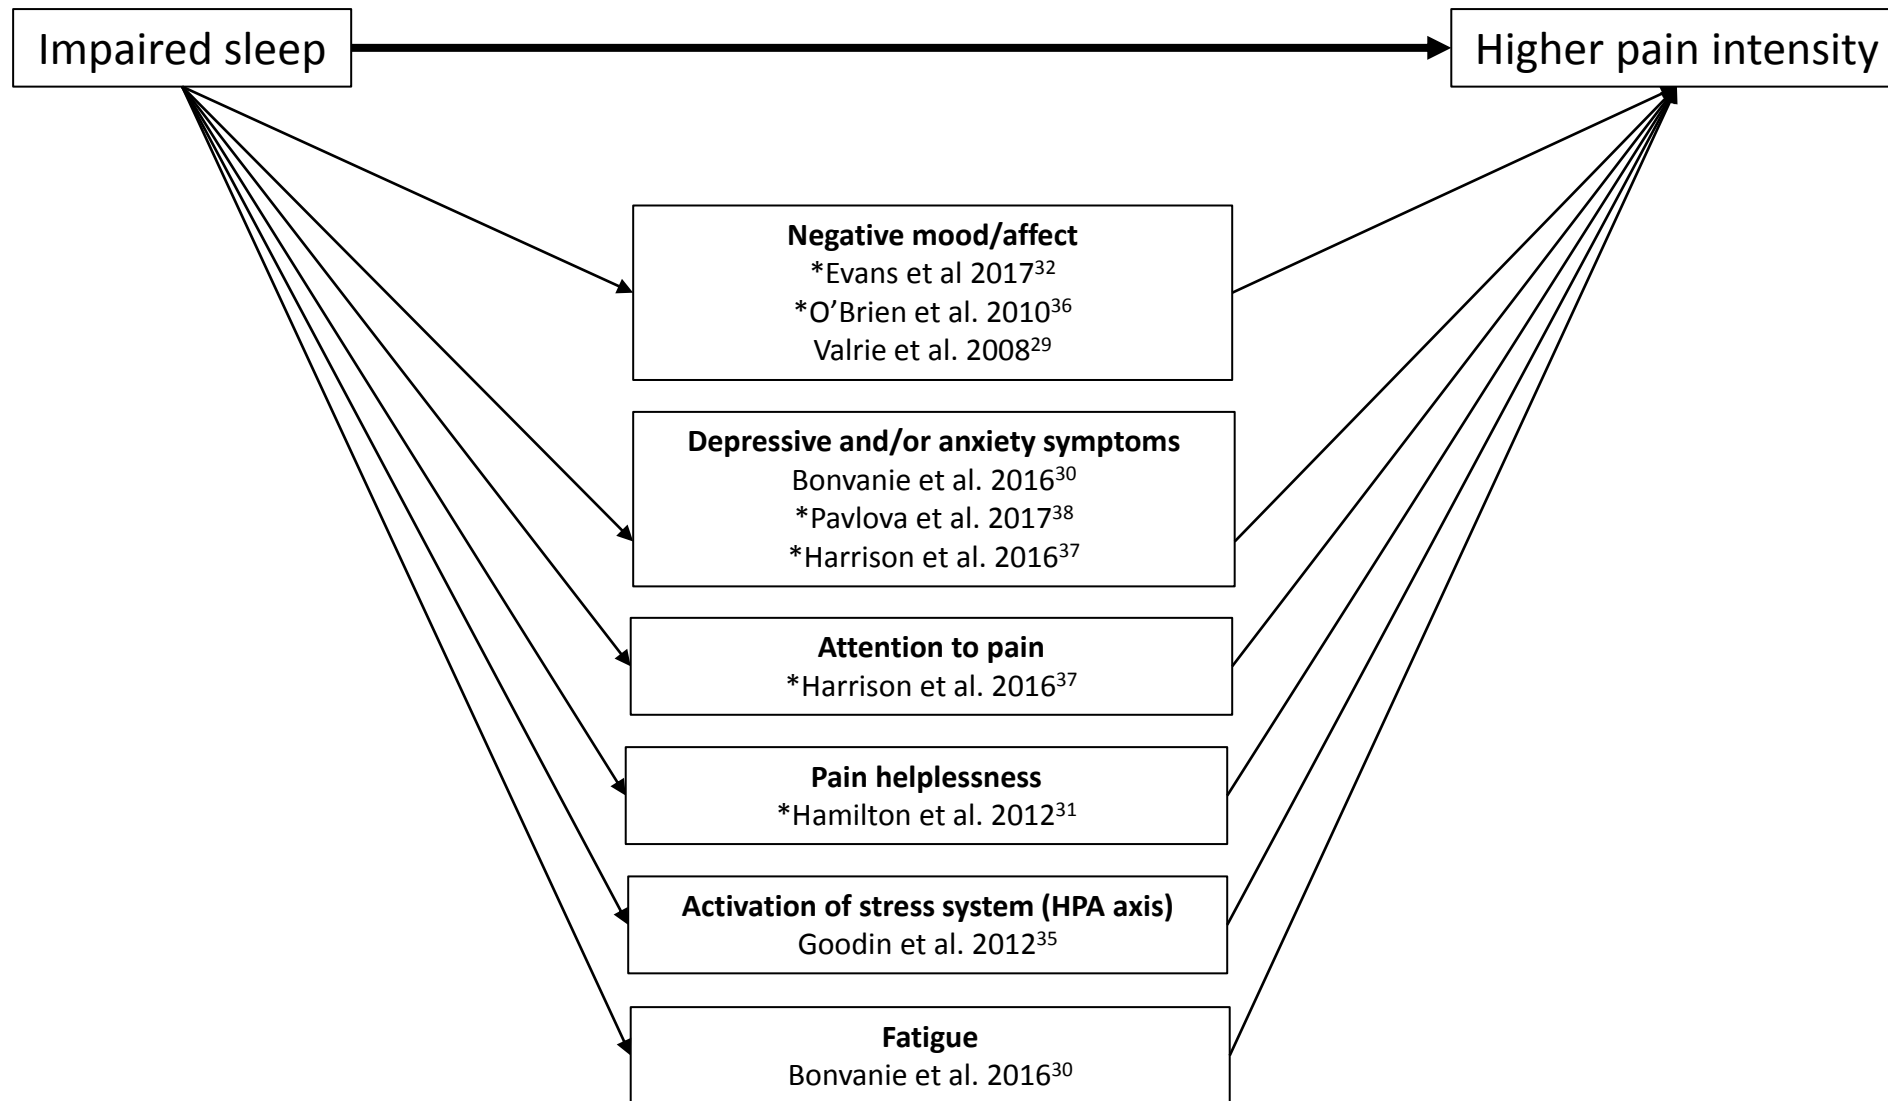 Impaired sleep
Higher pain intensity
Negative mood/affect
*Evans et al 2017³²
*O’Brien et al. 2010³⁶
Valrie et al. 2008²⁹
Depressive and/or anxiety symptoms
Bonvanie et al. 2016³⁰
*Pavlova et al. 2017³⁸
*Harrison et al. 2016³⁷
Attention to pain
*Harrison et al. 2016³⁷
Pain helplessness
*Hamilton et al. 2012³¹
Activation of stress system (HPA axis)
Goodin et al. 2012³⁵
Fatigue
Bonvanie et al. 2016³⁰